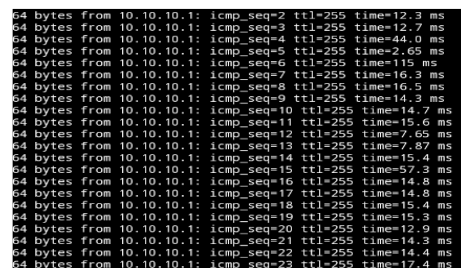 64 bytes from 10.10.10.1: icmp_seq=2 ttl=255 time=12.3 ms
64 bytes from 10.10.10.1: icmp_seq=3 ttl=255 time=12.7 ms
64 bytes from 10.10.10.1: icmp_seq=4 ttl=255 time=44.0 ms
64 bytes from 10.10.10.1: icmp_seq=5 ttl=255 time=2.65 ms
64 bytes from 10.10.10.1: icmp_seq=6 ttl=255 time=115 ms
64 bytes from 10.10.10.1: icmp_seq=7 ttl=255 time=16.3 ms
64 bytes from 10.10.10.1: icmp_seq=8 ttl=255 time=16.5 ms
64 bytes from 10.10.10.1: icmp_seq=9 ttl=255 time=14.3 ms
64 bytes from 10.10.10.1: icmp_seq=10 ttl=255 time=14.7 ms
64 bytes from 10.10.10.1: icmp_seq=11 ttl=255 time=15.6 ms
64 bytes from 10.10.10.1: icmp_seq=12 ttl=255 time=7.65 ms
64 bytes from 10.10.10.1: icmp_seq=13 ttl=255 time=7.87 ms
64 bytes from 10.10.10.1: icmp_seq=14 ttl=255 time=15.4 ms
64 bytes from 10.10.10.1: icmp_seq=15 ttl=255 time=57.3 ms
64 bytes from 10.10.10.1: icmp_seq=16 ttl=255 time=14.8 ms
64 bytes from 10.10.10.1: icmp_seq=17 ttl=255 time=14.8 ms
64 bytes from 10.10.10.1: icmp_seq=18 ttl=255 time=15.4 ms
64 bytes from 10.10.10.1: icmp_seq=19 ttl=255 time=15.3 ms
64 bytes from 10.10.10.1: icmp_seq=20 ttl=255 time=12.9 ms
64 bytes from 10.10.10.1: icmp_seq=21 ttl=255 time=14.3 ms
64 bytes from 10.10.10.1: icmp_seq=22 ttl=255 time=14.4 ms
64 bytes from 10.10.10.1: icmp_seq=23 ttl=255 time=17.4 ms